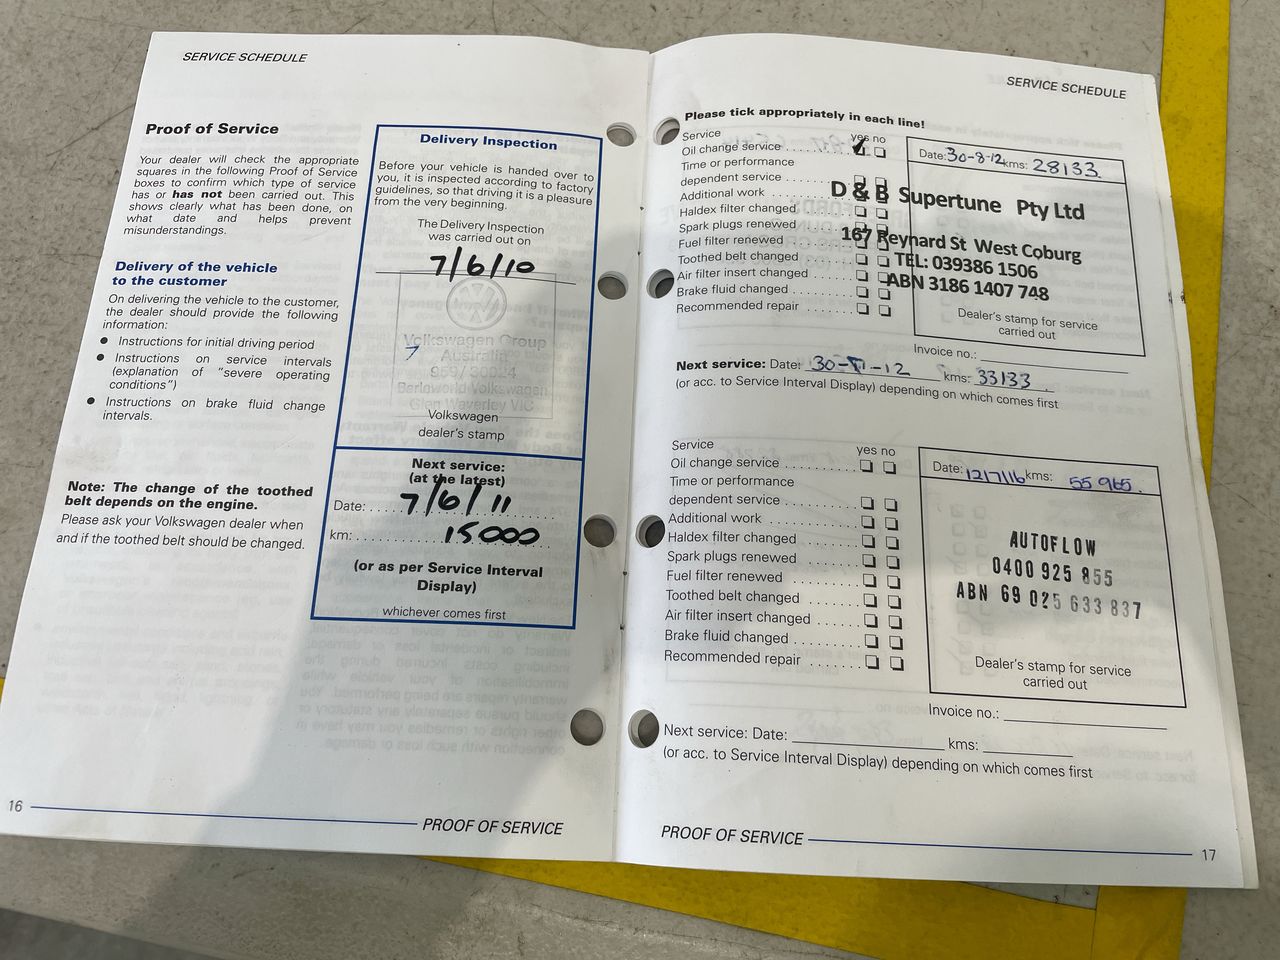 SERVICE SCHEDULE
Proof of Service
Your dealer will check the appropriate
squares in the following Proof of Service
boxes to confirm which type of service
has or has not been carried out. This
shows clearly what has been done, on
what date and helps prevent
misunderstandings.
Delivery of the vehicle
to the customer
On delivering the vehicle to the customer,
the dealer should provide the following
information:
● Instructions for initial driving period
● Instructions on service intervals
(explanation of "severe operating
conditions")
● Instructions on brake fluid change
intervals.
Note: The change of the toothed
belt depends on the engine.
Please ask your Volkswagen dealer when
and if the toothed belt should be changed.
Delivery Inspection
Before your vehicle is handed over to
you, it is inspected according to factory
guidelines, so that driving it is a pleasure
from the very beginning.
The Delivery Inspection
was carried out on
7/6/10
Volkswagen Group
Australia
Barloworld Volkswagen
Glen Waverley VIC
Volkswagen
dealer's stamp
Next service:
(at the latest)
Date: 7/6/11
km: 15000
(or as per Service Interval
Display)
whichever comes first
16
PROOF OF SERVICE
SERVICE SCHEDULE
Please tick appropriately in each line!
Service yes no
Oil change service
Time or performance
dependent service
Additional work
Haldex filter changed
Spark plugs renewed
Fuel filter renewed
Toothed belt changed
Air filter insert changed
Brake fluid changed
Recommended repair
Date: 30-8-12 kms: 28133
D & B Supertune Pty Ltd
167 Reynard St West Coburg
TEL: 039386 1506
ABN 3186 1407 748
Dealer's stamp for service
carried out
Invoice no.:
Next service: Date: kms: 33133
(or acc. to Service Interval Display) depending on which comes first
Service yes no
Oil change service
Time or performance
dependent service
Additional work
Haldex filter changed
Spark plugs renewed
Fuel filter renewed
Toothed belt changed
Air filter insert changed
Brake fluid changed
Recommended repair
Date: 12/7/16 kms: 55965
AUTOFLOW
0400 925 855
ABN 69 025 633 837
Dealer's stamp for service
carried out
Invoice no.:
Next service: Date: kms:
(or acc. to Service Interval Display) depending on which comes first
PROOF OF SERVICE
17